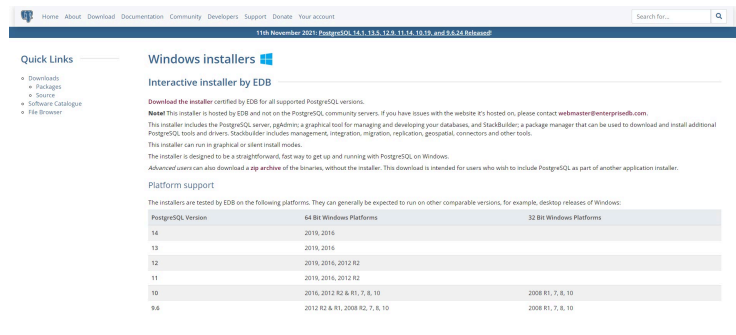 Home About Download Documentation Community Developers Support Donate Your account Search for...
11th November 2021: PostgreSQL 14.1, 13.5, 12.9, 11.14, 10.19, and 9.6.24 Released!
Quick Links
Downloads
Packages
Source
Software Catalogue
File Browser
Windows installers
Interactive installer by EDB
Download the installer certified by EDB for all supported PostgreSQL versions.
Note! This installer is hosted by EDB and not on the PostgreSQL community servers. If you have issues with the website it's hosted on, please contact webmaster@enterprisedb.com.
This installer includes the PostgreSQL server, pgAdmin; a graphical tool for managing and developing your databases, and StackBuilder; a package manager that can be used to download and install additional
PostgreSQL tools and drivers. Stackbuilder includes management, integration, migration, replication, geospatial, connectors and other tools.
This installer can run in graphical or silent install modes.
The installer is designed to be a straightforward, fast way to get up and running with PostgreSQL on Windows.
Advanced users can also download a zip archive of the binaries, without the installer. This download is intended for users who wish to include PostgreSQL as part of another application installer.
Platform support
The installers are tested by EDB on the following platforms. They can generally be expected to run on other comparable versions, for example, desktop releases of Windows:
PostgreSQL Version 64 Bit Windows Platforms 32 Bit Windows Platforms
14 2019, 2016
13 2019, 2016
12 2019, 2016, 2012 R2
11 2019, 2016, 2012 R2
10 2016, 2012 R2 & R1, 7, 8, 10 2008 R1, 7, 8, 10
9.6 2012 R2 & R1, 2008 R2, 7, 8, 10 2008 R1, 7, 8, 10